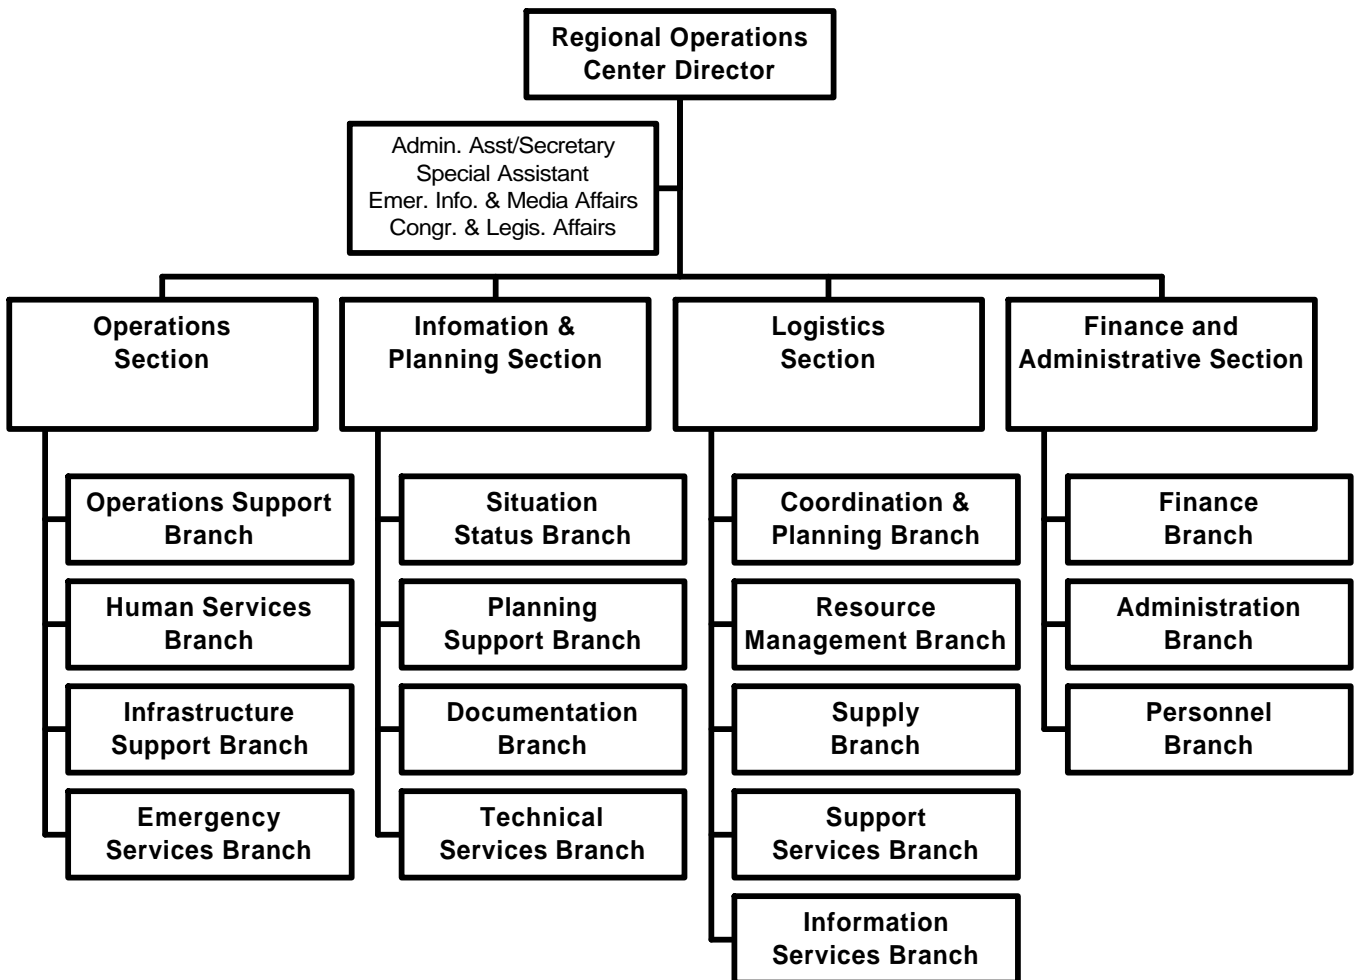 Regional Operations
Center Director
Admin. Asst/Secretary
Special Assistant
Emer. Info. & Media Affairs
Congr. & Legis. Affairs
Operations
Section
Infomation &
Planning Section
Logistics
Section
Finance and
Administrative Section
Operations Support
Branch
Human Services
Branch
Infrastructure
Support Branch
Emergency
Services Branch
Situation
Status Branch
Planning
Support Branch
Documentation
Branch
Technical
Services Branch
Coordination &
Planning Branch
Resource
Management Branch
Supply
Branch
Support
Services Branch
Information
Services Branch
Finance
Branch
Administration
Branch
Personnel
Branch